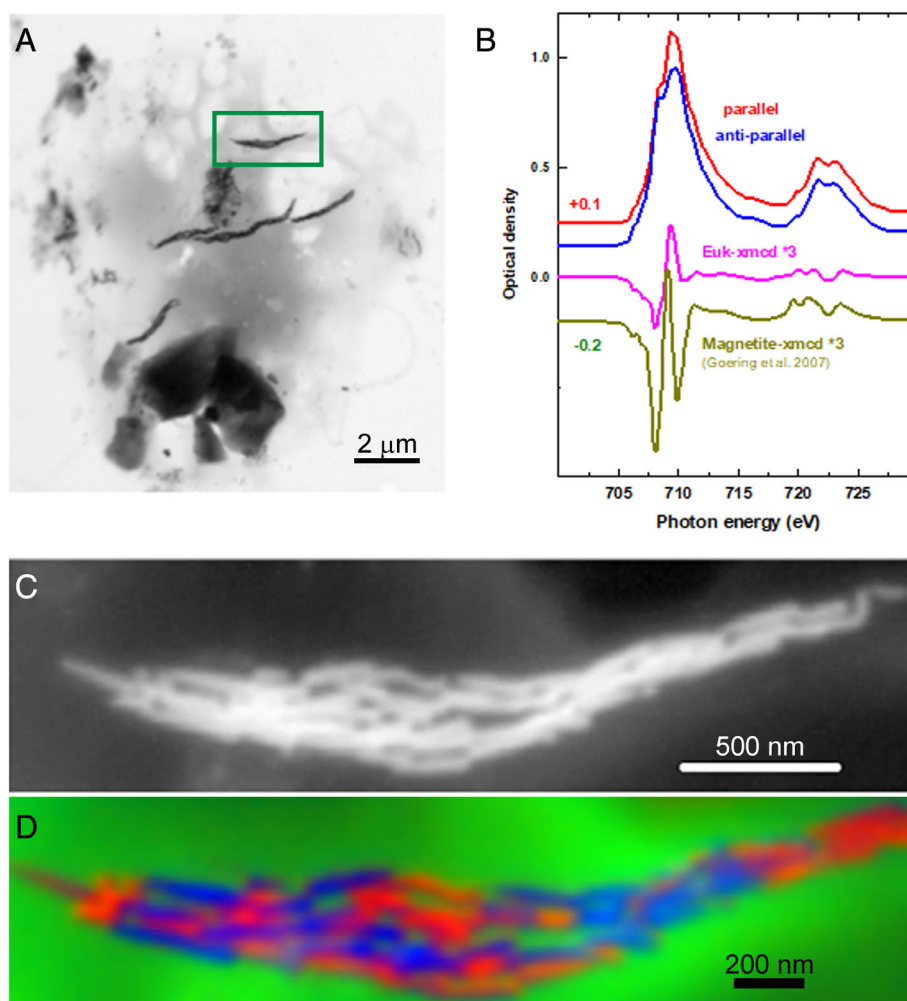 A
2 μm
B
1.0
0.5
0.0
Optical density
parallel
anti-parallel
+0.1
Euk-xmcd *3
-0.2
Magnetite-xmcd *3
(Goering et al. 2007)
705 710 715 720 725
Photon energy (eV)
C
500 nm
D
200 nm